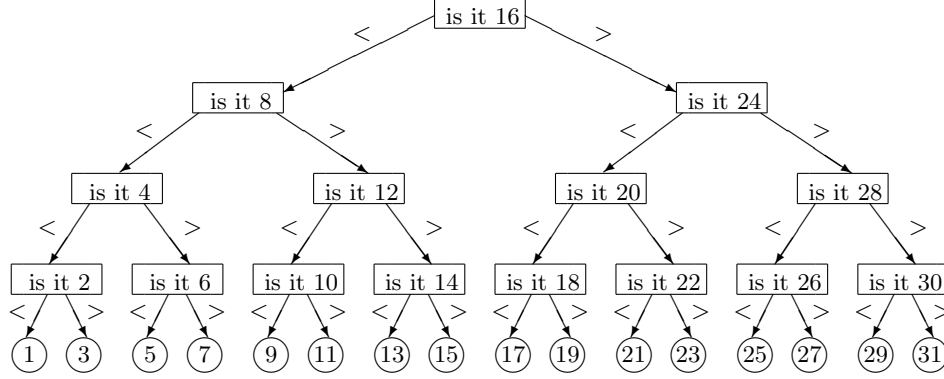 is it 16
< >
is it 8 is it 24
< > < >
is it 4 is it 12 is it 20 is it 28
< > < > < > < >
is it 2 is it 6 is it 10 is it 14 is it 18 is it 22 is it 26 is it 30
< > < > < > < > < > < > < > < >
1 3 5 7 9 11 13 15 17 19 21 23 25 27 29 31